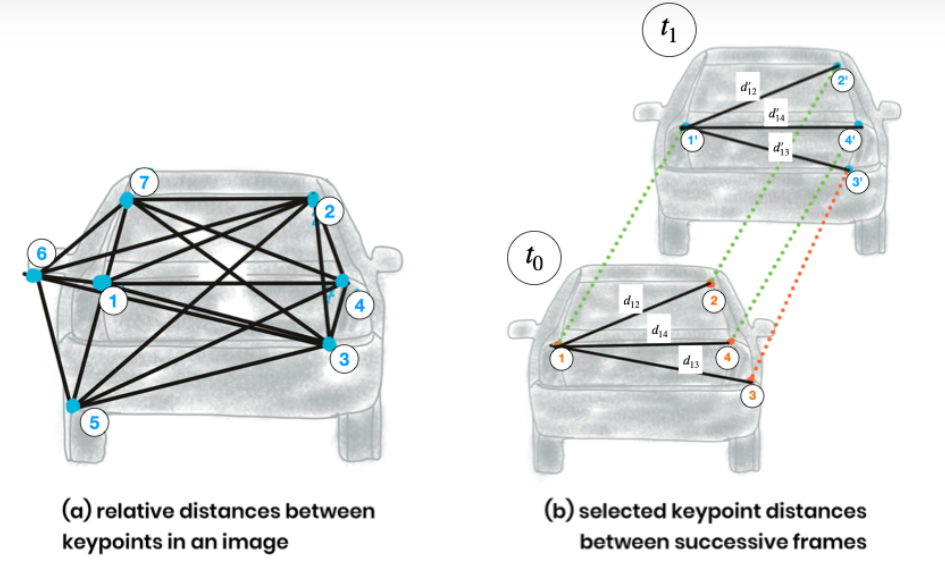 t₁
d'₁₂
2'
d'₁₄
1'
4'
d'₁₃
3'
7
2
6
1
4
3
5
t₀
d₁₂
2
d₁₄
1
4
d₁₃
3
(a) relative distances between
keypoints in an image
(b) selected keypoint distances
between successive frames